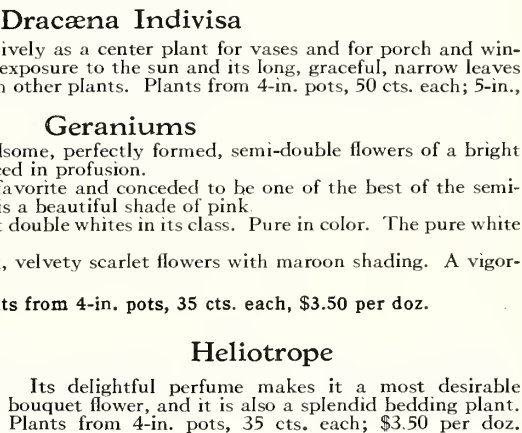 Dracæna Indivisa
ively as a center plant for vases and for porch and win-
exposure to the sun and its long, graceful, narrow leaves
other plants. Plants from 4-in. pots, 50 cts. each; 5-in.,
Geraniums
some, perfectly formed, semi-double flowers of a bright
ed in profusion.
favorite and conceded to be one of the best of the semi-
is a beautiful shade of pink.
double whites in its class. Pure in color. The pure white
, velvety scarlet flowers with maroon shading. A vigor-
ts from 4-in. pots, 35 cts. each, $3.50 per doz.
Heliotrope
Its delightful perfume makes it a most desirable
bouquet flower, and it is also a splendid bedding plant.
Plants from 4-in. pots, 35 cts. each; $3.50 per doz.